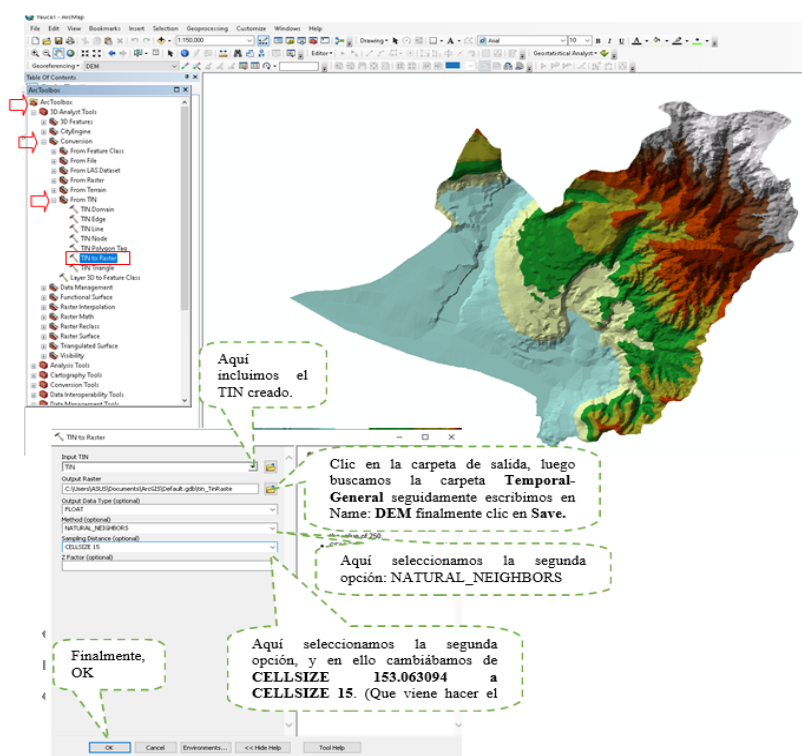 Yauca1 - ArcMap
File Edit View Bookmarks Insert Selection Geoprocessing Customize Windows Help
1:150,000
Drawing
Arial
10
B I U A
Editor
Geostatistical Analyst
Georeferencing DEM
Table Of Contents
ArcToolbox
ArcToolbox
3D Analyst Tools
3D Features
CityEngine
Conversion
From Feature Class
From File
From LAS Dataset
From Raster
From Terrain
From TIN
TIN Domain
TIN Edge
TIN Line
TIN Node
TIN Polygon Tag
TIN to Raster
TIN Triangle
Layer 3D to Feature Class
Data Management
Functional Surface
Raster Interpolation
Raster Math
Raster Reclass
Raster Surface
Triangulated Surface
Visibility
Analysis Tools
Cartography Tools
Conversion Tools
Data Interoperability Tools
Data Management Tools
Aquí
incluimos el
TIN creado.
TIN to Raster
Input TIN
TIN
Output Raster
C:\Users\ASUS\Documents\ArcGIS\Default.gdb\tin_TinRaste
Output Data Type (optional)
FLOAT
Method (optional)
NATURAL_NEIGHBORS
Sampling Distance (optional)
CELLSIZE 15
Z Factor (optional)
Clic en la carpeta de salida, luego
buscamos la carpeta Temporal-
General seguidamente escribimos en
Name: DEM finalmente clic en Save.
value of 250
Aquí seleccionamos la segunda
opción: NATURAL_NEIGHBORS
Aquí seleccionamos la segunda
opción, y en ello cambiábamos de
CELLSIZE 153.063094 a
CELLSIZE 15. (Que viene hacer el
Finalmente,
OK
OK Cancel Environments... << Hide Help Tool Help